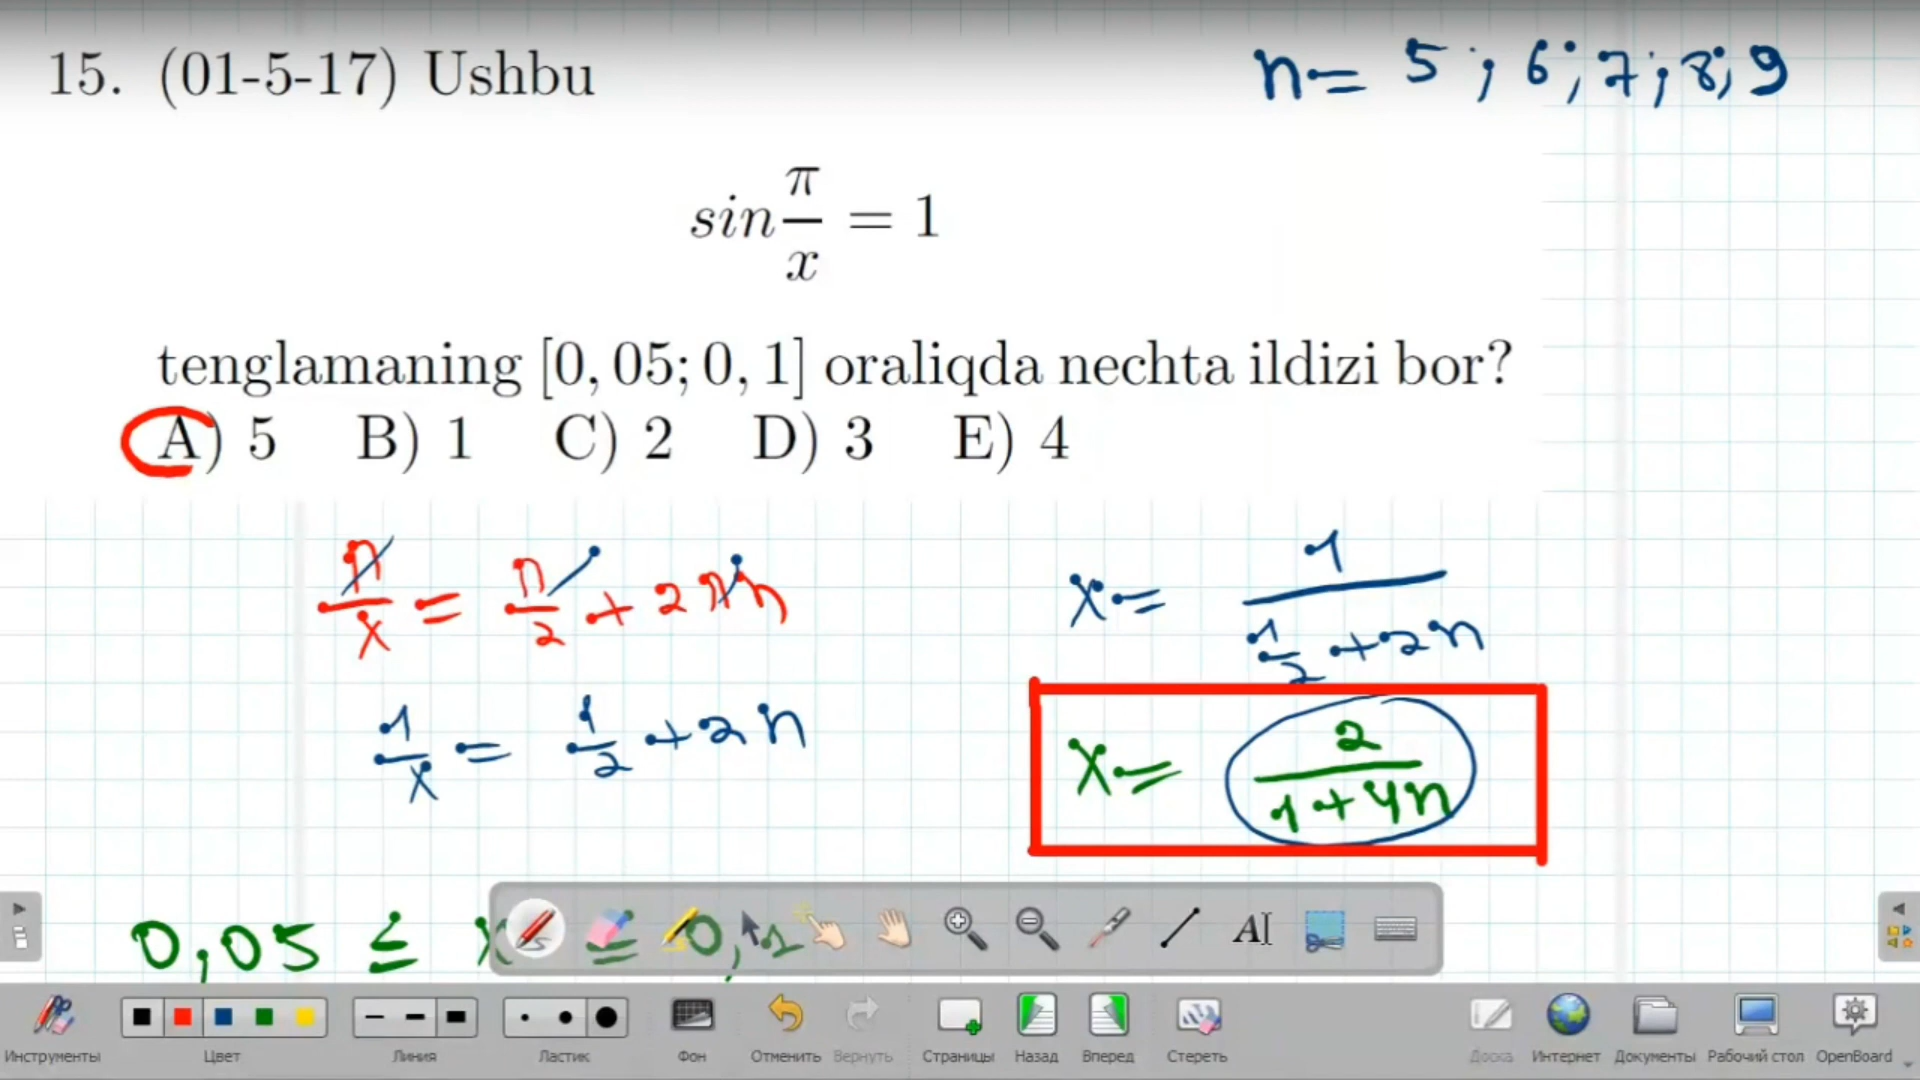 15. (01-5-17) Ushbu
n = 5 ; 6 ; 7 ; 8 ; 9
sin π/x = 1
tenglamaning [0, 05; 0, 1] oraliqda nechta ildizi bor?
A) 5 B) 1 C) 2 D) 3 E) 4
π/x = π/2 + 2πn
x = 1/(1/2 + 2n)
1/x = 1/2 + 2n
x = 2/(1+4n)
0,05 ≤ x ≤ 0,1
Инструменты Цвет Линия Ластик Фон Отменить Вернуть Страницы Назад Вперед Стереть Доска Интернет Документы Рабочий стол OpenBoard